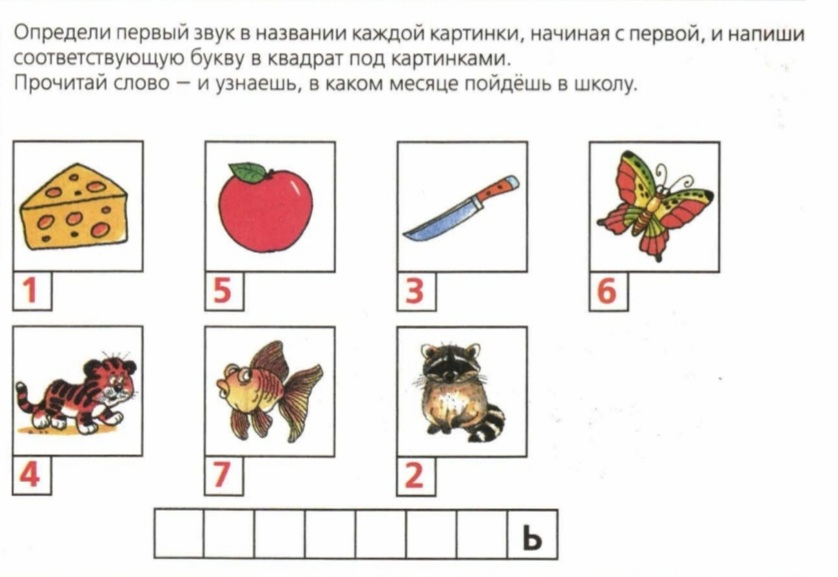 Определи первый звук в названии каждой картинки, начиная с первой, и напиши
соответствующую букву в квадрат под картинками.
Прочитай слово – и узнаешь, в каком месяце пойдёшь в школу.
1 5 3 6
4 7 2
Ь